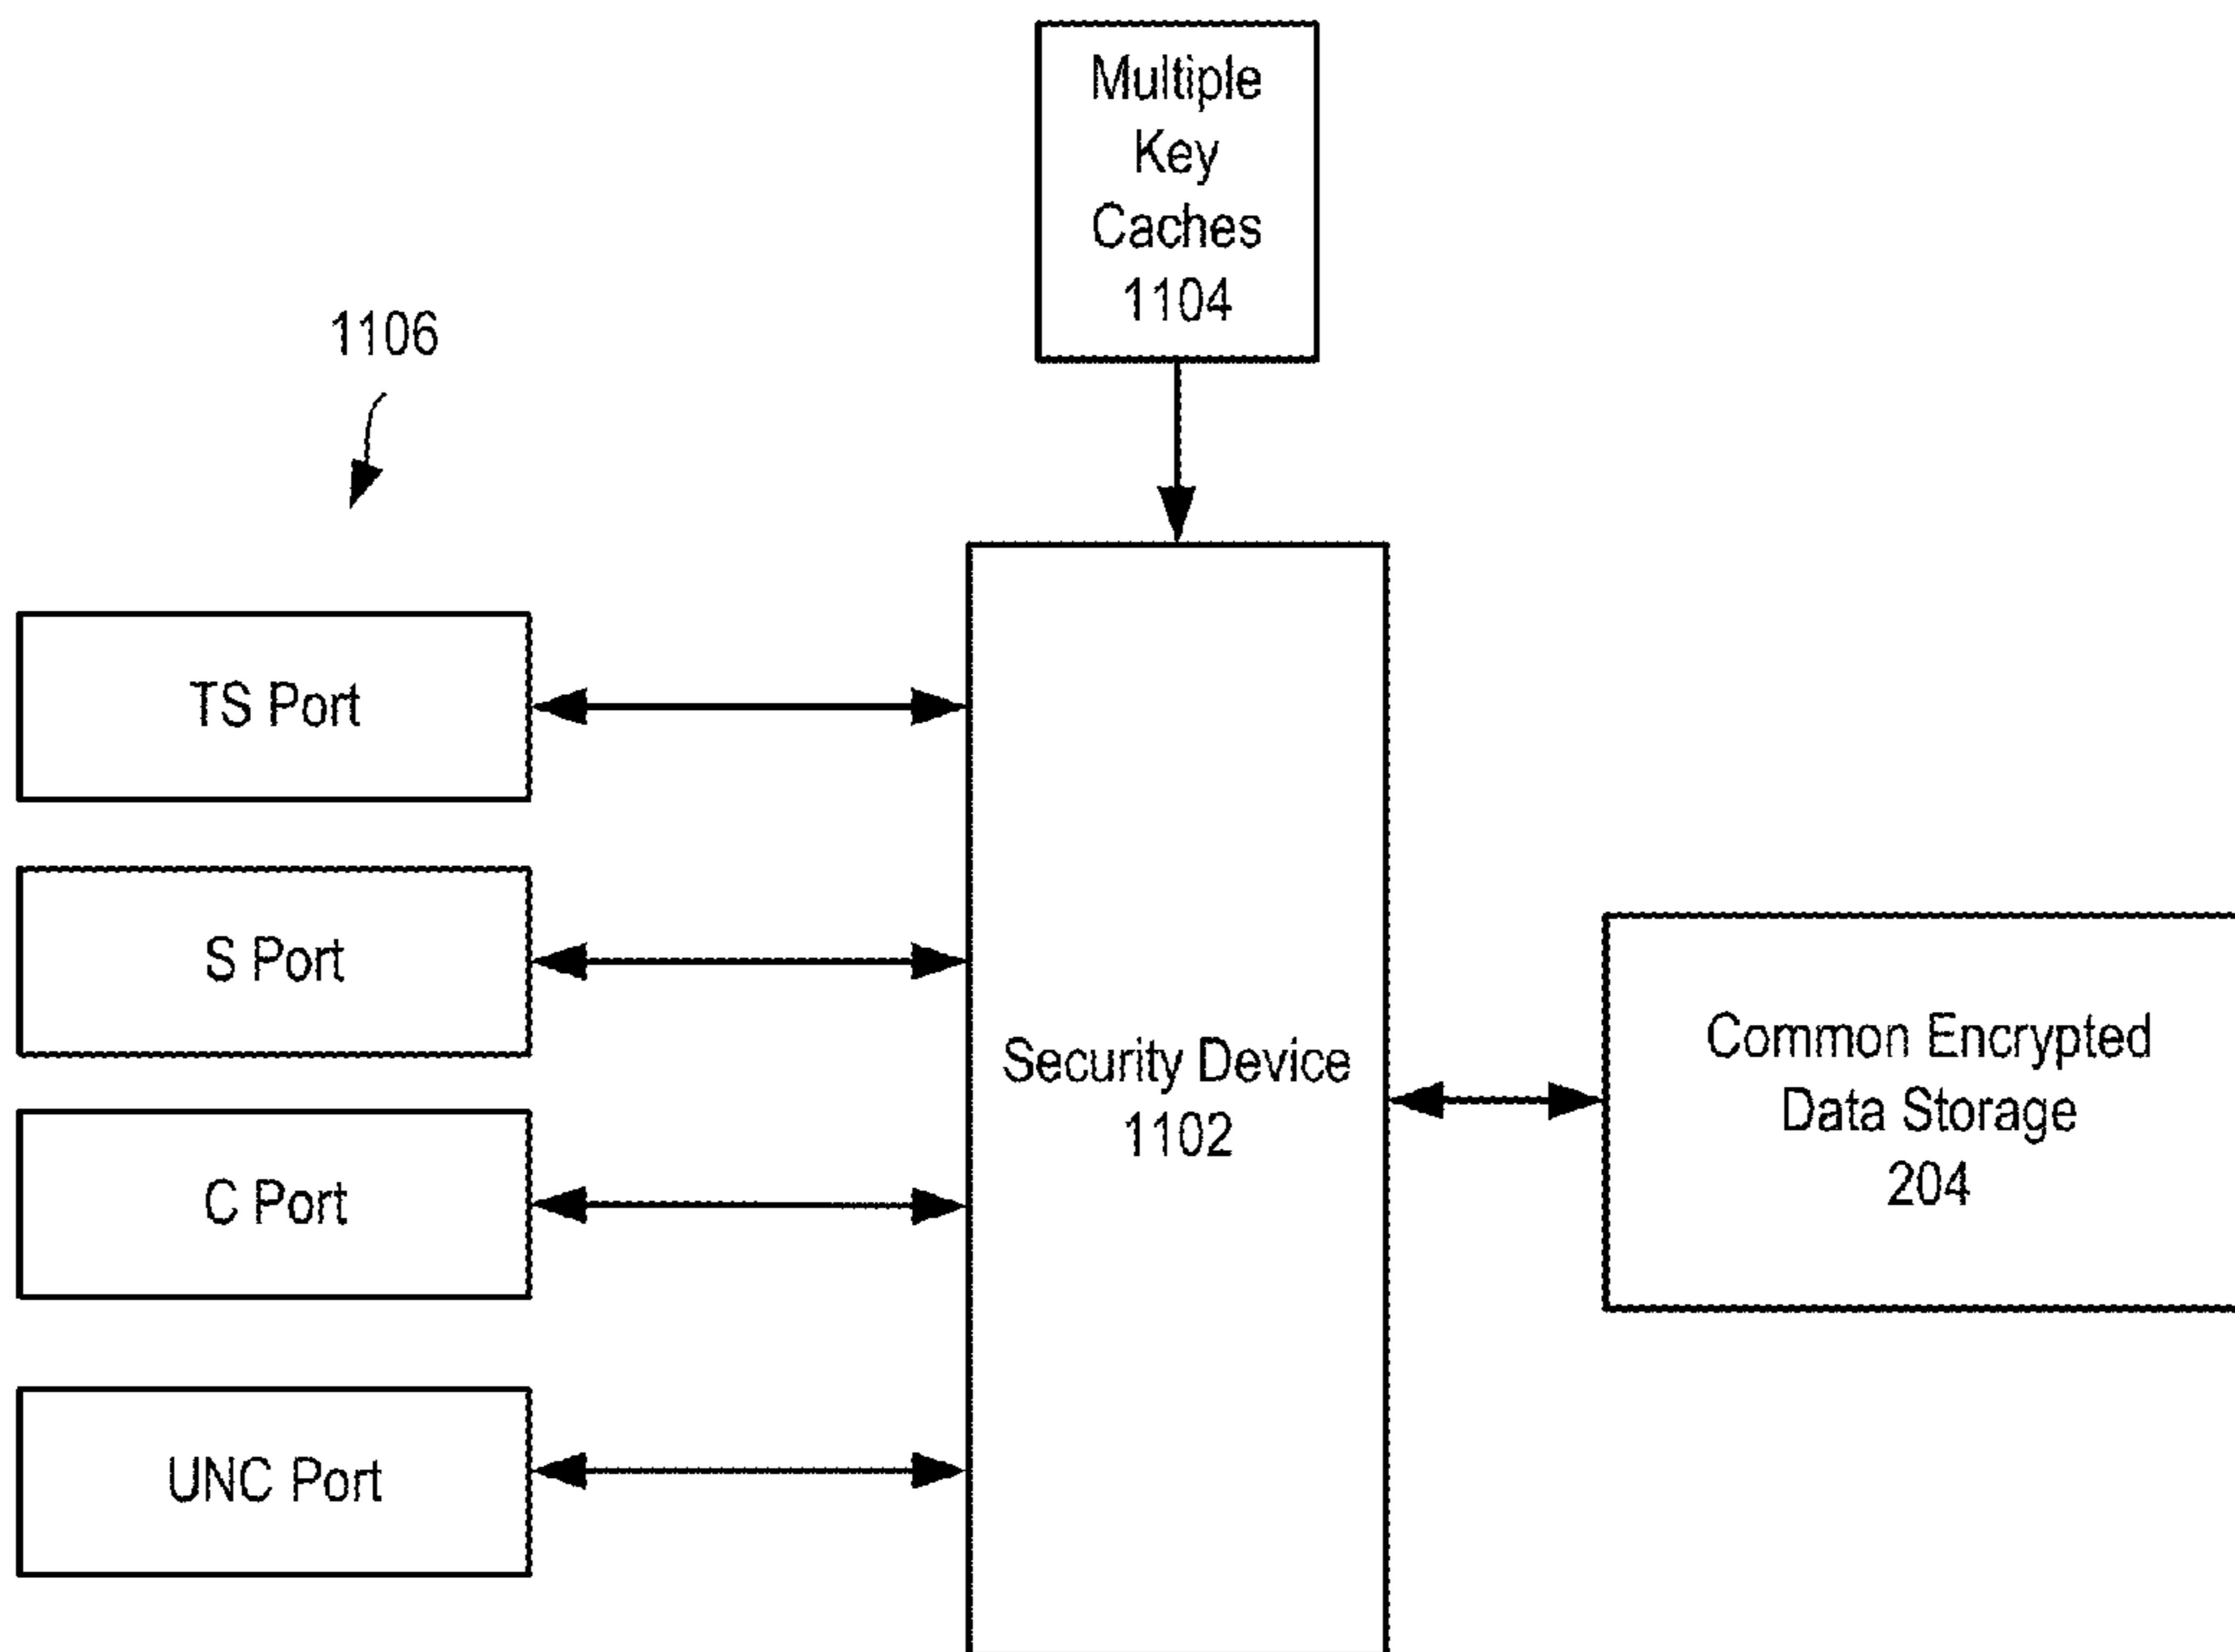 Multiple
Key
Caches
1104
1106
TS Port
S Port
C Port
UNC Port
Security Device
1102
Common Encrypted
Data Storage
204